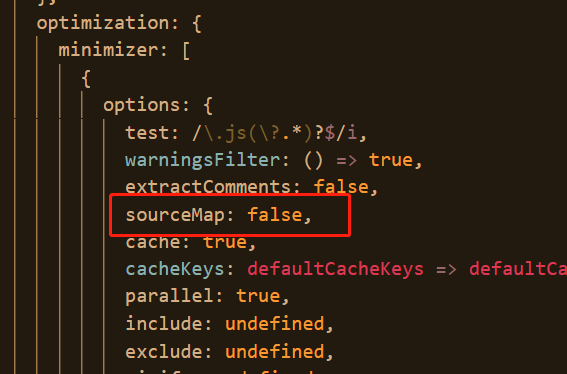 optimization: {
minimizer: [
{
options: {
test: /\.js(\?.*)?$/i,
warningsFilter: () => true,
extractComments: false,
sourceMap: false,
cache: true,
cacheKeys: defaultCacheKeys => defaultCa
parallel: true,
include: undefined,
exclude: undefined,